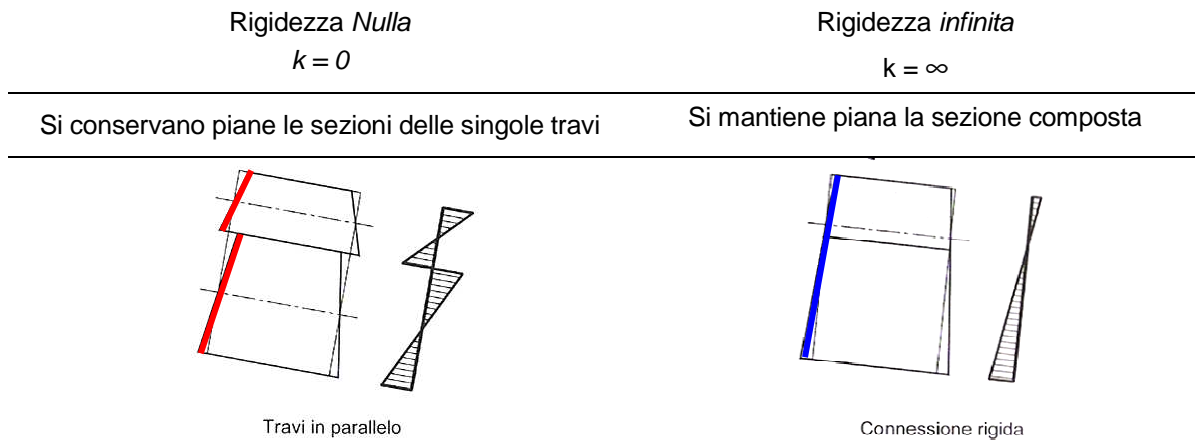 Rigidezza Nulla
k = 0
Rigidezza infinita
k = ∞
Si conservano piane le sezioni delle singole travi
Si mantiene piana la sezione composta
Travi in parallelo
Connessione rigida